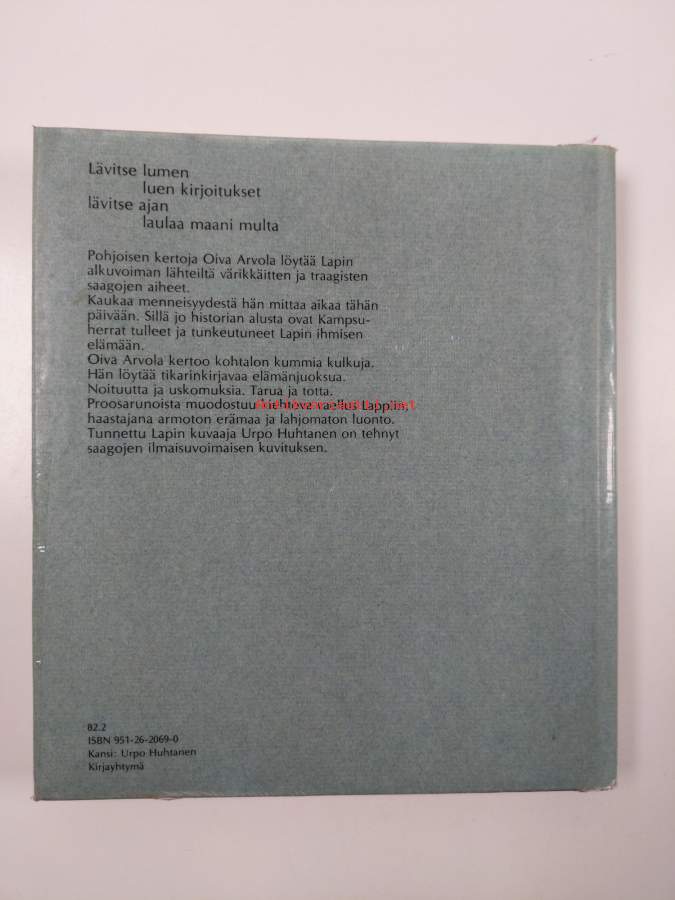 Lävitse lumen
luen kirjoitukset
lävitse ajan
laulaa maani multa
Pohjoisen kertoja Oiva Arvola löytää Lapin
alkuvoiman lähteiltä värikkäitten ja traagisten
saagojen aiheet.
Kaukaa menneisyydestä hän mittaa aikaa tähän
päivään. Sillä jo historian alusta ovat Kampsu-
herrat tulleet ja tunkeutuneet Lapin ihmisen
elämään.
Oiva Arvola kertoo kohtalon kummia kulkuja.
Hän löytää tikarinkirjavaa elämänjuoksua.
Noituutta ja uskomuksia. Tarua ja totta.
Proosarunoista muodostuu
haastajana armoton erämaa ja lahjomaton luonto.
Tunnettu Lapin kuvaaja Urpo Huhtanen on tehnyt
saagojen ilmaisuvoimaisen kuvituksen.
82.2
ISBN 951-26-2069-0
Kansi: Urpo Huhtanen
Kirjayhtymä